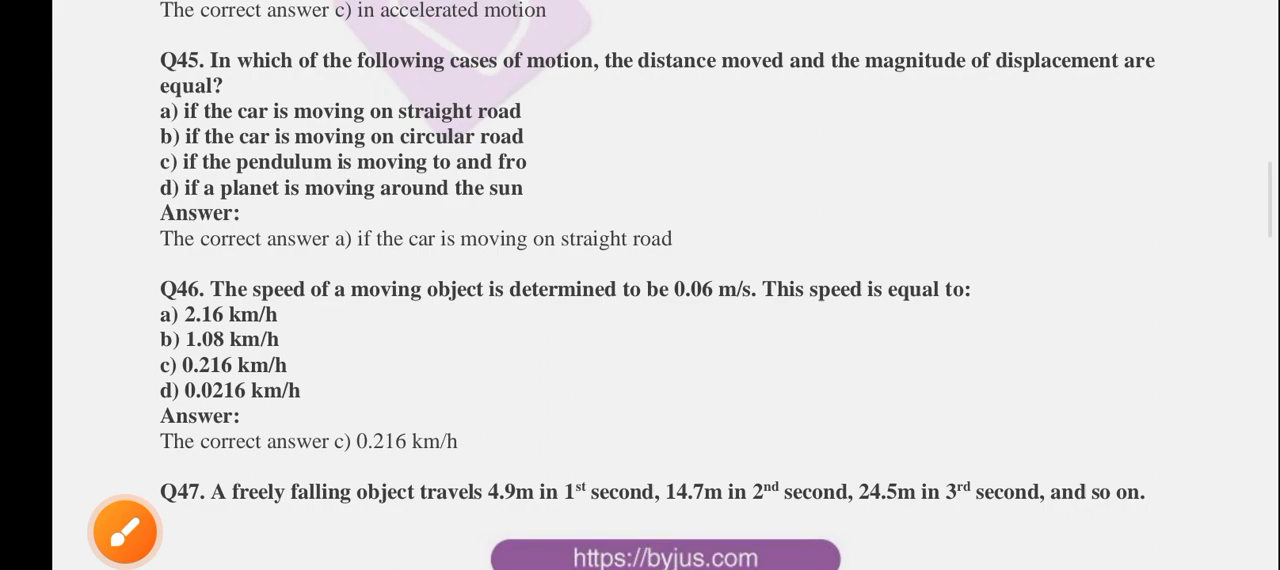 The correct answer c) in accelerated motion
Q45. In which of the following cases of motion, the distance moved and the magnitude of displacement are
equal?
a) if the car is moving on straight road
b) if the car is moving on circular road
c) if the pendulum is moving to and fro
d) if a planet is moving around the sun
Answer:
The correct answer a) if the car is moving on straight road
Q46. The speed of a moving object is determined to be 0.06 m/s. This speed is equal to:
a) 2.16 km/h
b) 1.08 km/h
c) 0.216 km/h
d) 0.0216 km/h
Answer:
The correct answer c) 0.216 km/h
Q47. A freely falling object travels 4.9m in 1st second, 14.7m in 2nd second, 24.5m in 3rd second, and so on.
https://byjus.com